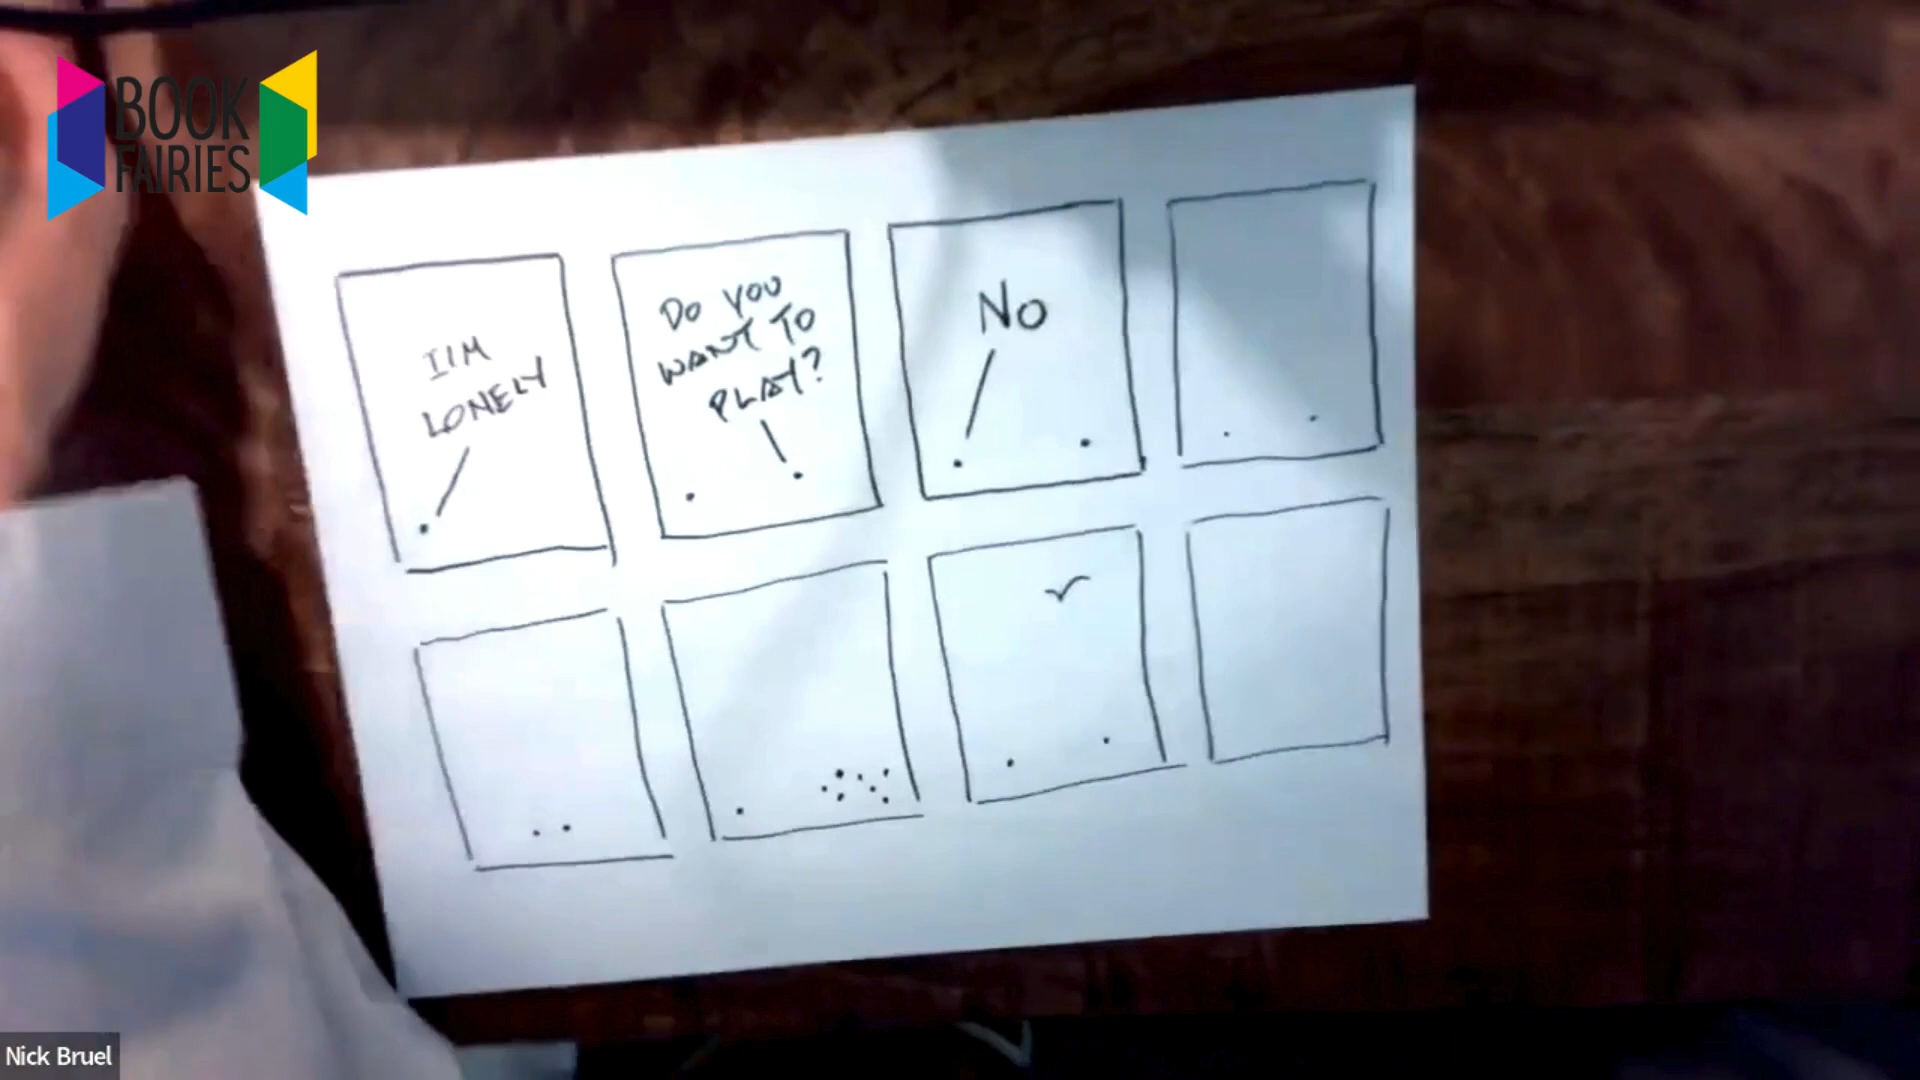 BOOK
FAIRIES
I'M
LONELY
DO YOU
WANT TO
PLAY?
NO
Nick Bruel